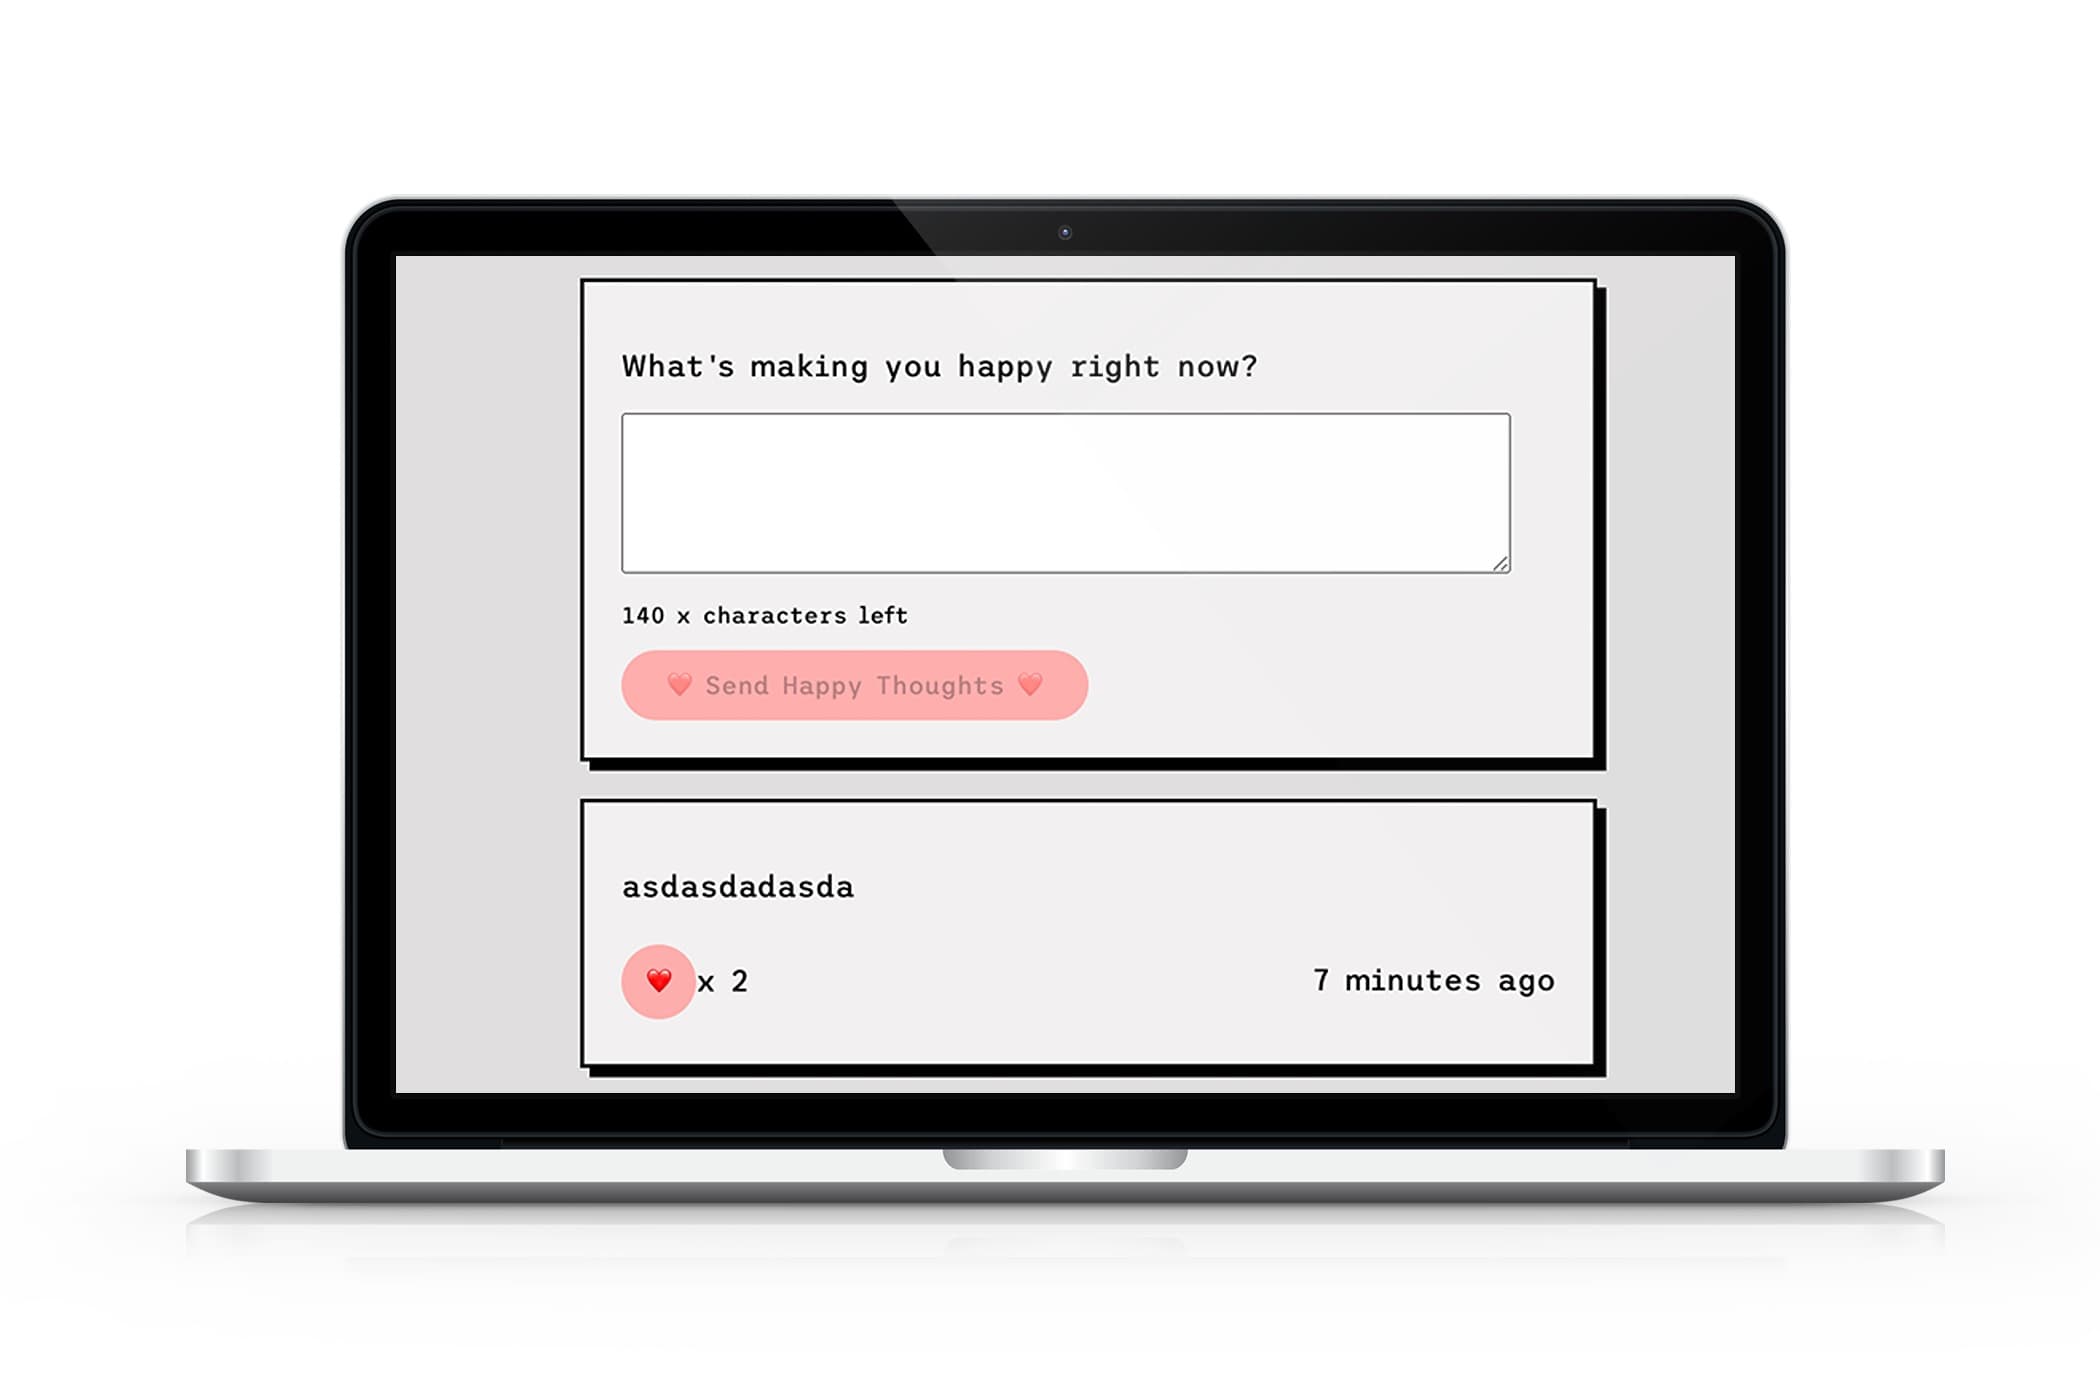 What's making you happy right now?
140 x characters left
❤️ Send Happy Thoughts ❤️
asdasdadasda
❤️ x 2
7 minutes ago